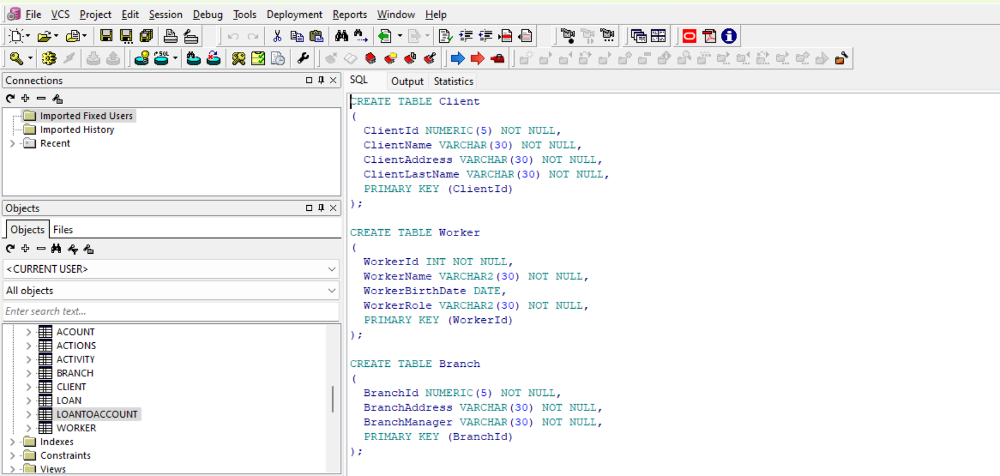 File VCS Project Edit Session Debug Tools Deployment Reports Window Help
Connections
Imported Fixed Users
Imported History
Recent
Objects
Objects Files
<CURRENT USER>
All objects
Enter search text...
ACOUNT
ACTIONS
ACTIVITY
BRANCH
CLIENT
LOAN
LOANTOACCOUNT
WORKER
Indexes
Constraints
Views
SQL Output Statistics
CREATE TABLE Client
(
ClientId NUMERIC(5) NOT NULL,
ClientName VARCHAR(30) NOT NULL,
ClientAddress VARCHAR(30) NOT NULL,
ClientLastName VARCHAR(30) NOT NULL,
PRIMARY KEY (ClientId)
);
CREATE TABLE Worker
(
WorkerId INT NOT NULL,
WorkerName VARCHAR2(30) NOT NULL,
WorkerBirthDate DATE,
WorkerRole VARCHAR2(30) NOT NULL,
PRIMARY KEY (WorkerId)
);
CREATE TABLE Branch
(
BranchId NUMERIC(5) NOT NULL,
BranchAddress VARCHAR(30) NOT NULL,
BranchManager VARCHAR(30) NOT NULL,
PRIMARY KEY (BranchId)
);